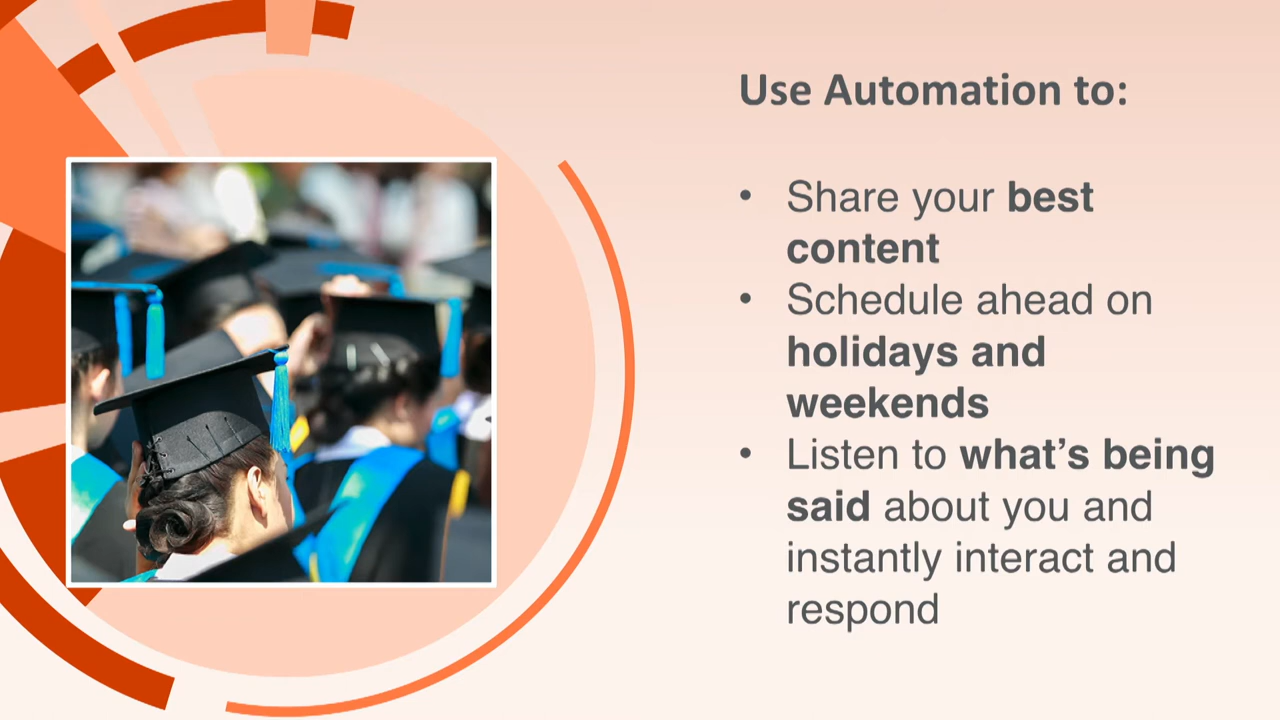 Use Automation to:
• Share your best
content
• Schedule ahead on
holidays and
weekends
• Listen to what’s being
said about you and
instantly interact and
respond